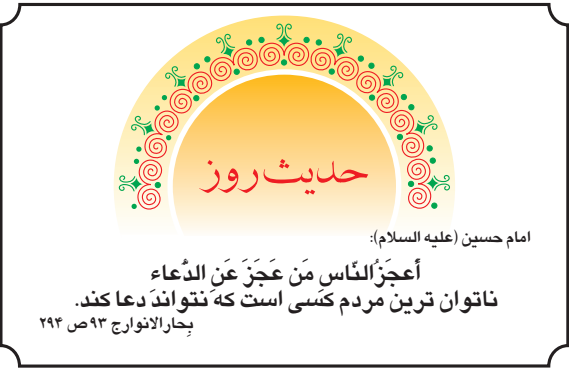 حدیث روز
امام حسین (علیه السلام):
أعجَزُالنّاسِ مَن عَجَزَ عَنِ الدُّعاء
ناتوان ترین مردم کسی است که نتواند دعا کند.
بِحارالانوارج ۹۳ ص ۲۹۴